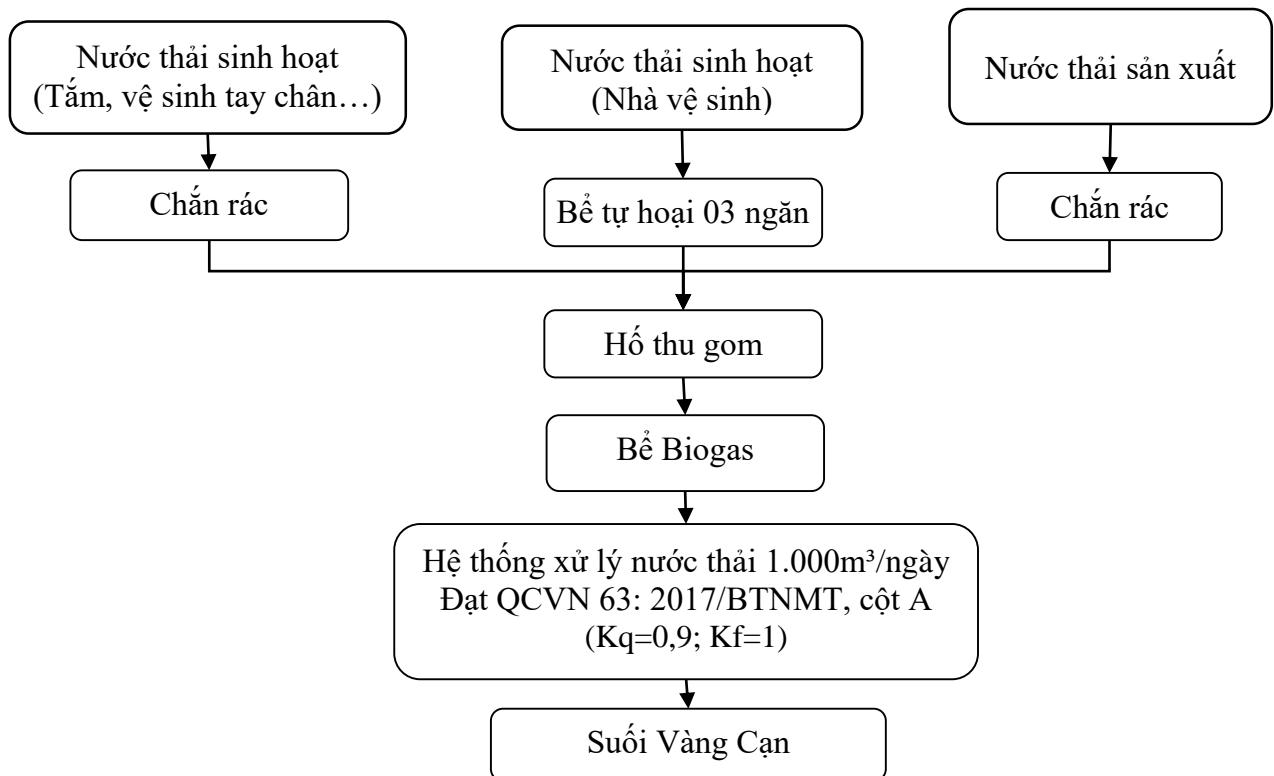 Nước thải sinh hoạt
(Tắm, vệ sinh tay chân…)
Nước thải sinh hoạt
(Nhà vệ sinh)
Nước thải sản xuất
Chắn rác
Bể tự hoại 03 ngăn
Chắn rác
Hố thu gom
Bể Biogas
Hệ thống xử lý nước thải 1.000m³/ngày
Đạt QCVN 63: 2017/BTNMT, cột A
(Kq=0,9; Kf=1)
Suối Vàng Cạn